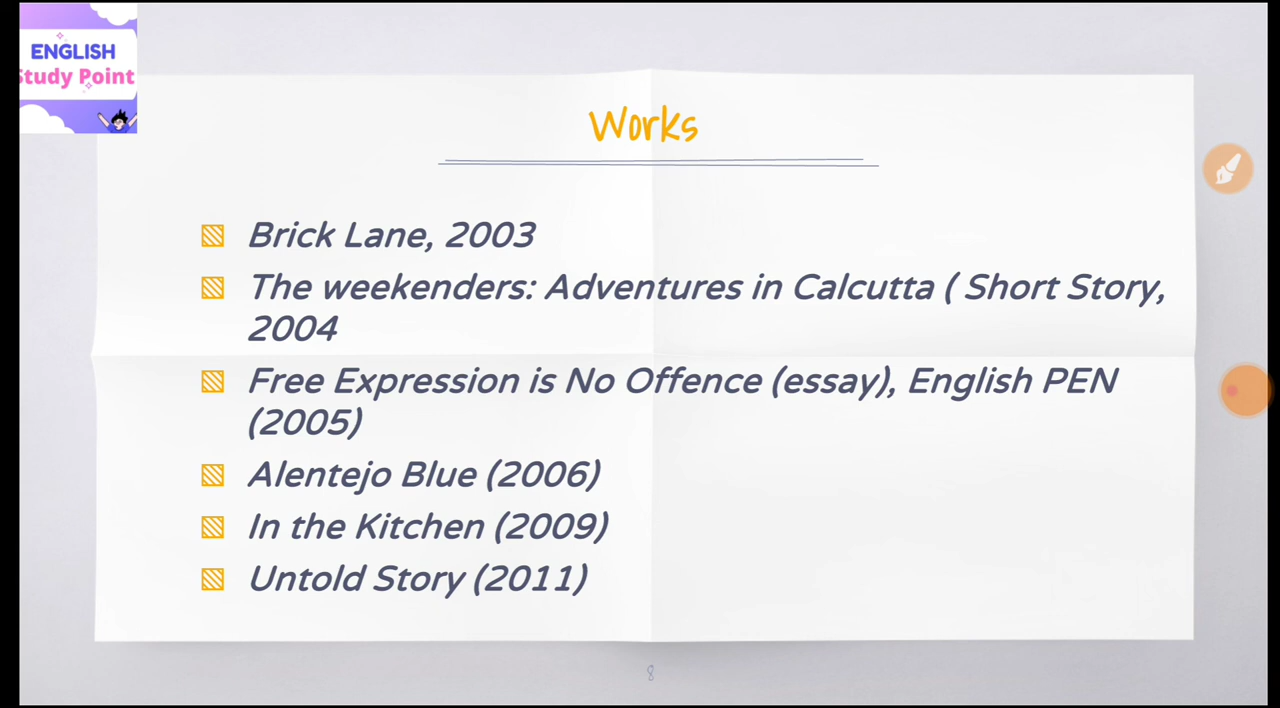 ENGLISH
Study Point
Works
Brick Lane, 2003
The weekenders: Adventures in Calcutta ( Short Story,
2004
Free Expression is No Offence (essay), English PEN
(2005)
Alentejo Blue (2006)
In the Kitchen (2009)
Untold Story (2011)
8